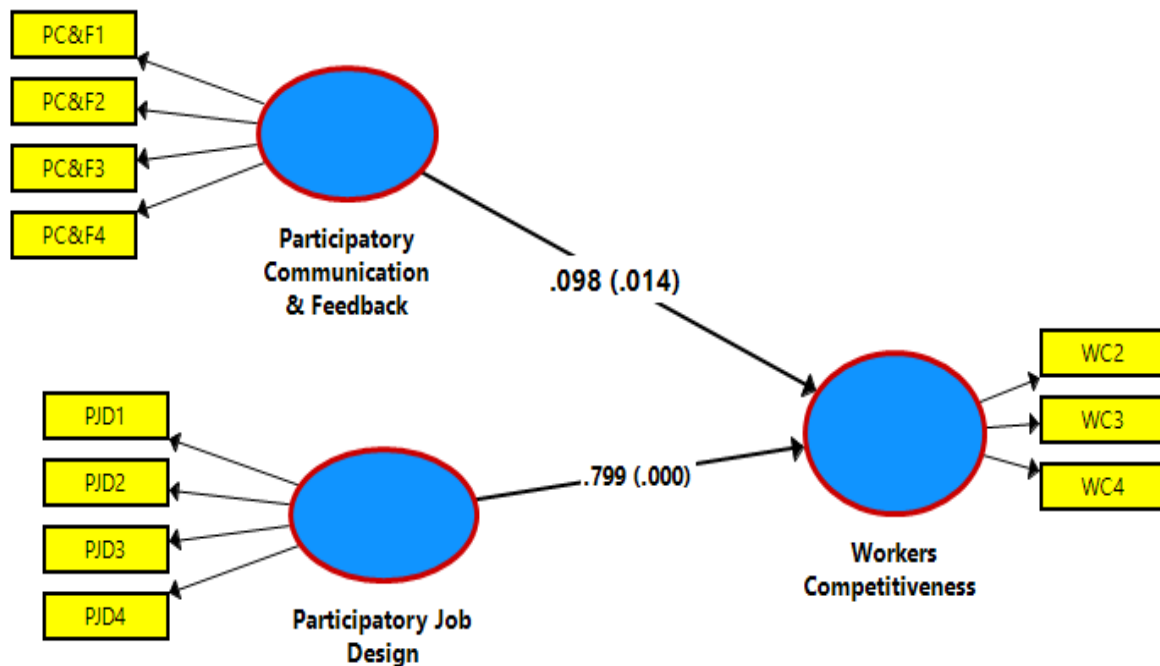 PC&F1
PC&F2
PC&F3
PC&F4
Participatory
Communication
& Feedback
.098 (.014)
PJD1
PJD2
PJD3
PJD4
Participatory Job
Design
.799 (.000)
WC2
WC3
WC4
Workers
Competitiveness